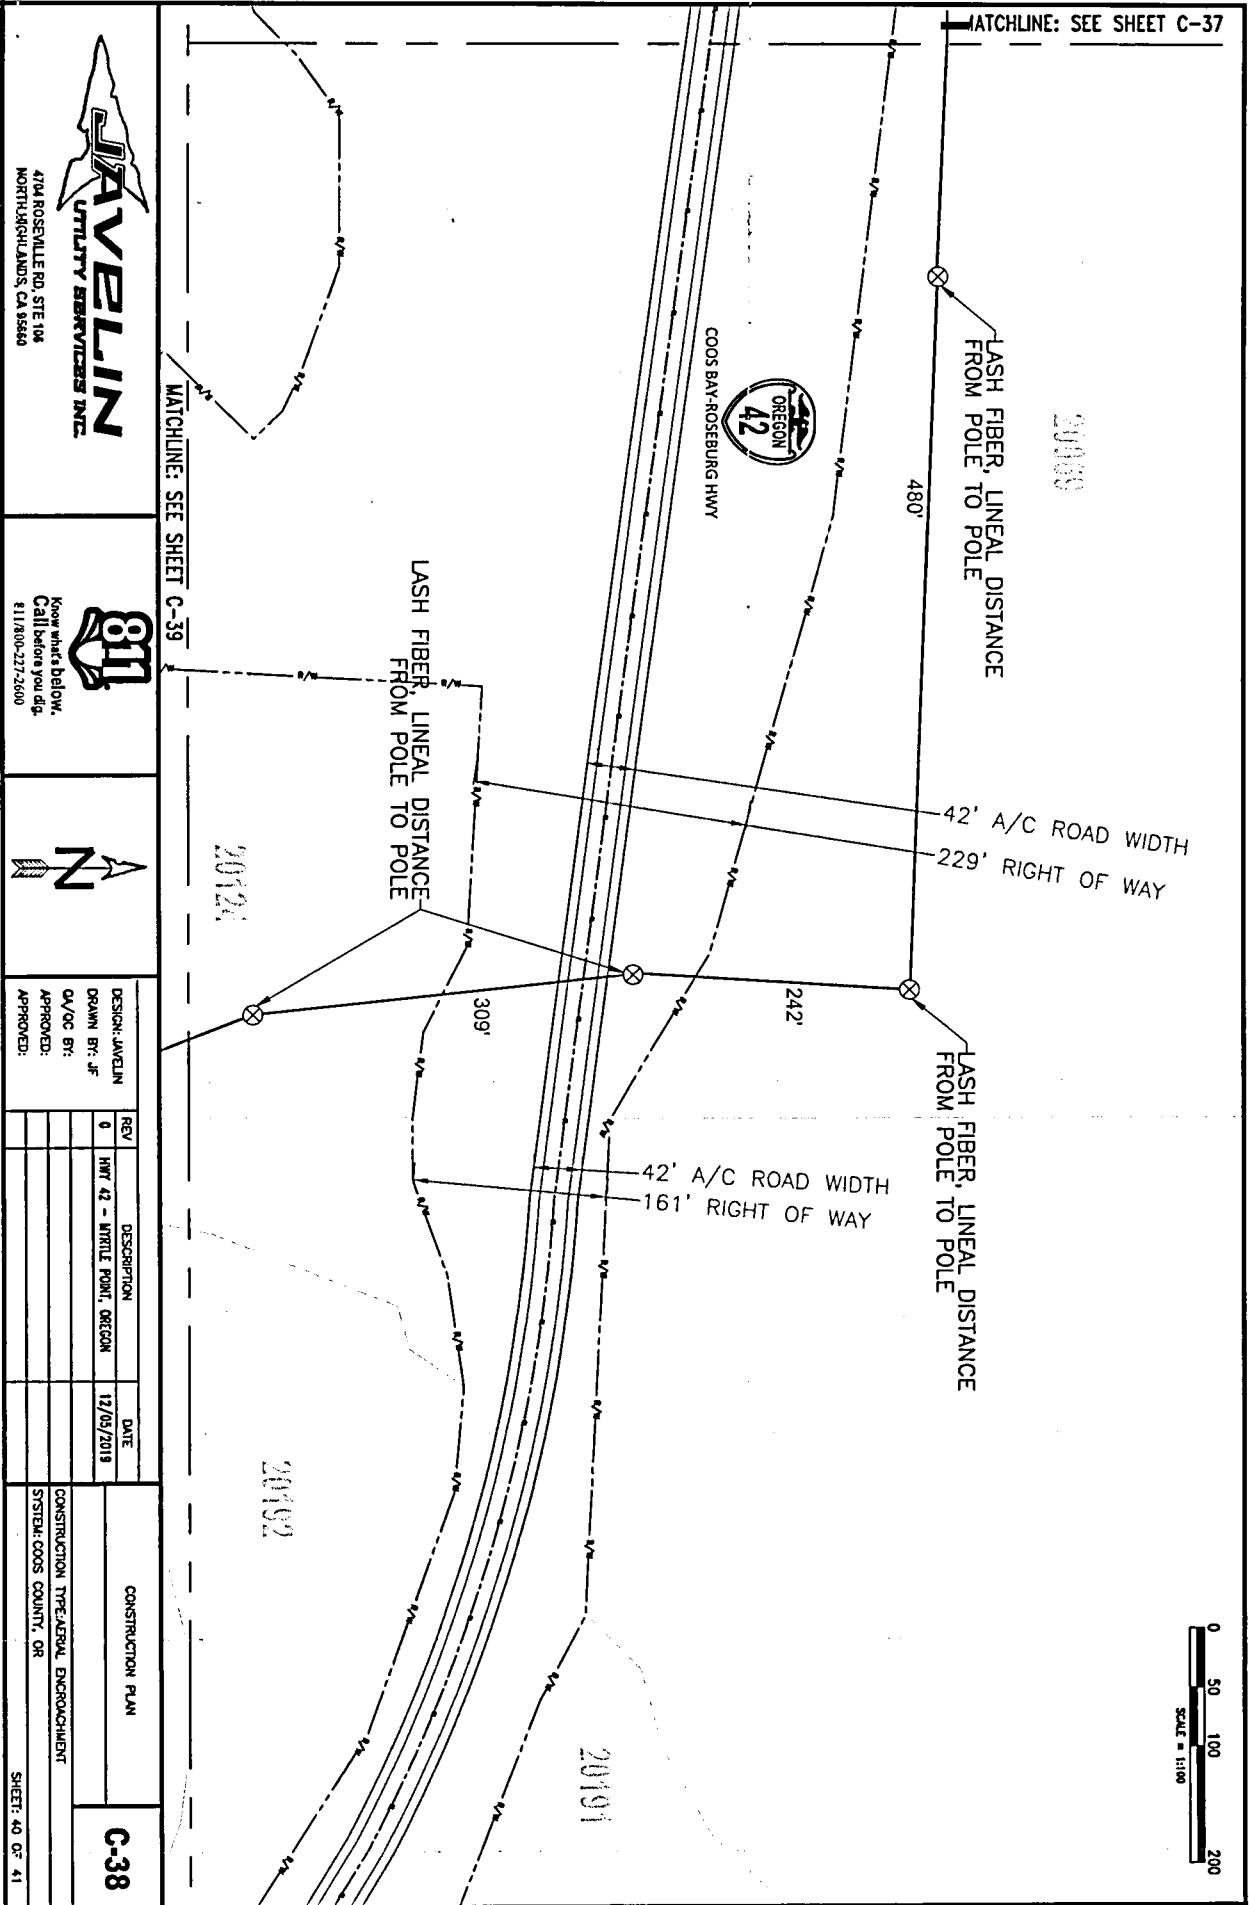 MATCHLINE: SEE SHEET C-37
LASH FIBER, LINEAL DISTANCE
FROM POLE TO POLE
480'
OREGON
42
COOS BAY-ROSEBURG HWY
42' A/C ROAD WIDTH
229' RIGHT OF WAY
LASH FIBER, LINEAL DISTANCE
FROM POLE TO POLE
242'
309'
LASH FIBER, LINEAL DISTANCE
FROM POLE TO POLE
42' A/C ROAD WIDTH
161' RIGHT OF WAY
20191
20192
0 50 100 200
SCALE = 1:100
MATCHLINE: SEE SHEET C-39
JAVELIN
UTILITY SERVICES INC.
4704 ROSEVILLE RD, STE 106
NORTH HIGHLANDS, CA 95660
811
Know what's below.
Call before you dig.
811/800-227-2600
N
DESIGN: JAVELIN
DRAWN BY: JF
QA/QC BY:
APPROVED:
APPROVED:
REV DESCRIPTION DATE
0 HWY 42 - MYRTLE POINT, OREGON 12/05/2019
CONSTRUCTION PLAN
CONSTRUCTION TYPE: AERIAL ENCROACHMENT
SYSTEM: COOS COUNTY, OR
C-38
SHEET: 40 OF 41